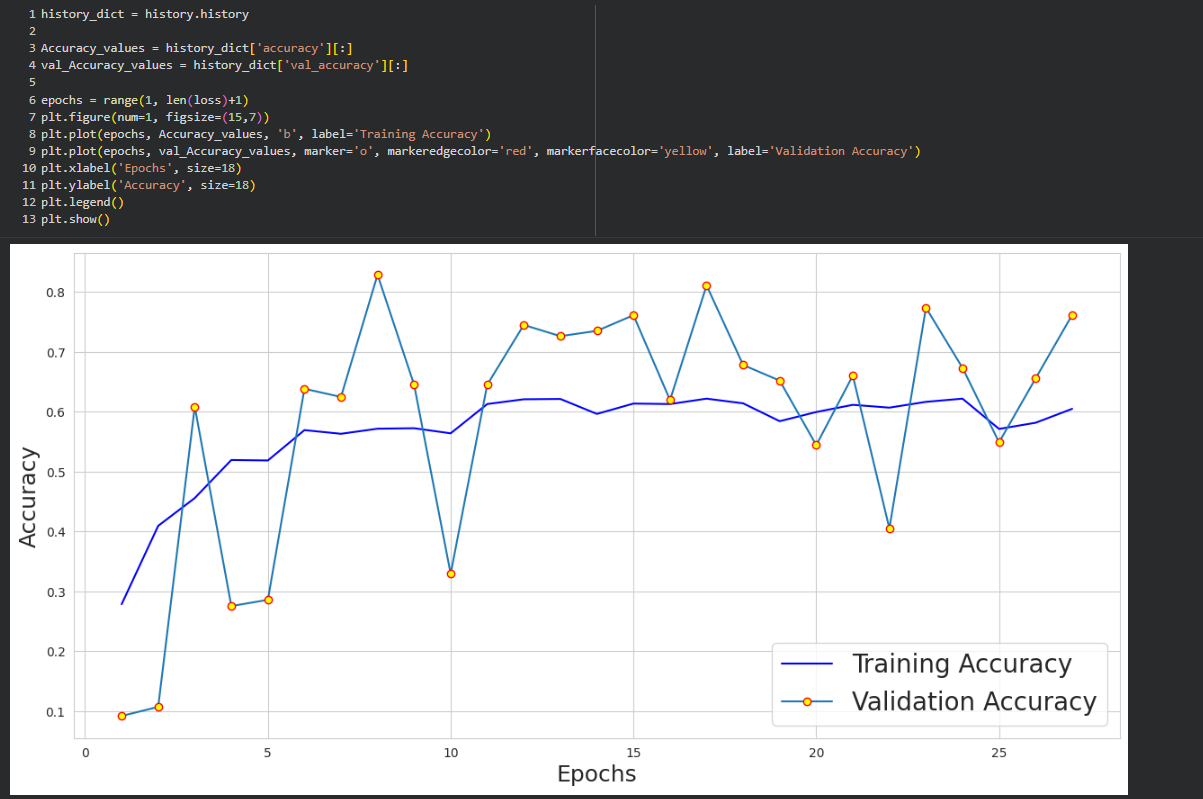 1 history_dict = history.history
2
3 Accuracy_values = history_dict['accuracy'][:]
4 val_Accuracy_values = history_dict['val_accuracy'][:]
5
6 epochs = range(1, len(loss)+1)
7 plt.figure(num=1, figsize=(15,7))
8 plt.plot(epochs, Accuracy_values, 'b', label='Training Accuracy')
9 plt.plot(epochs, val_Accuracy_values, marker='o', markeredgecolor='red', markerfacecolor='yellow', label='Validation Accuracy')
10 plt.xlabel('Epochs', size=18)
11 plt.ylabel('Accuracy', size=18)
12 plt.legend()
13 plt.show()
0.8
0.7
0.6
0.5
0.4
0.3
0.2
0.1
Accuracy
Training Accuracy
Validation Accuracy
0 5 10 15 20 25
Epochs